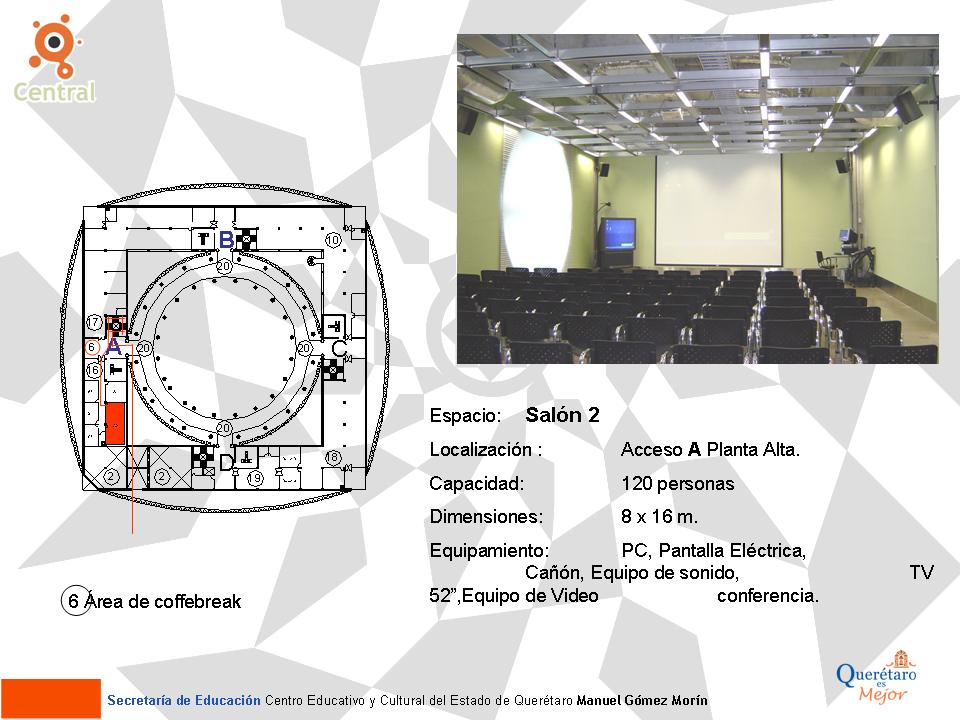 Central
B
10
20
17
6
A
20
20
C
16
20
D
18
2
2
19
Espacio: Salón 2
Localización : Acceso A Planta Alta.
Capacidad: 120 personas
Dimensiones: 8 x 16 m.
Equipamiento: PC, Pantalla Eléctrica,
Cañón, Equipo de sonido, TV
52”,Equipo de Video conferencia.
6 Área de coffebreak
Secretaría de Educación Centro Educativo y Cultural del Estado de Querétaro Manuel Gómez Morín
Querétaro
es
Mejor